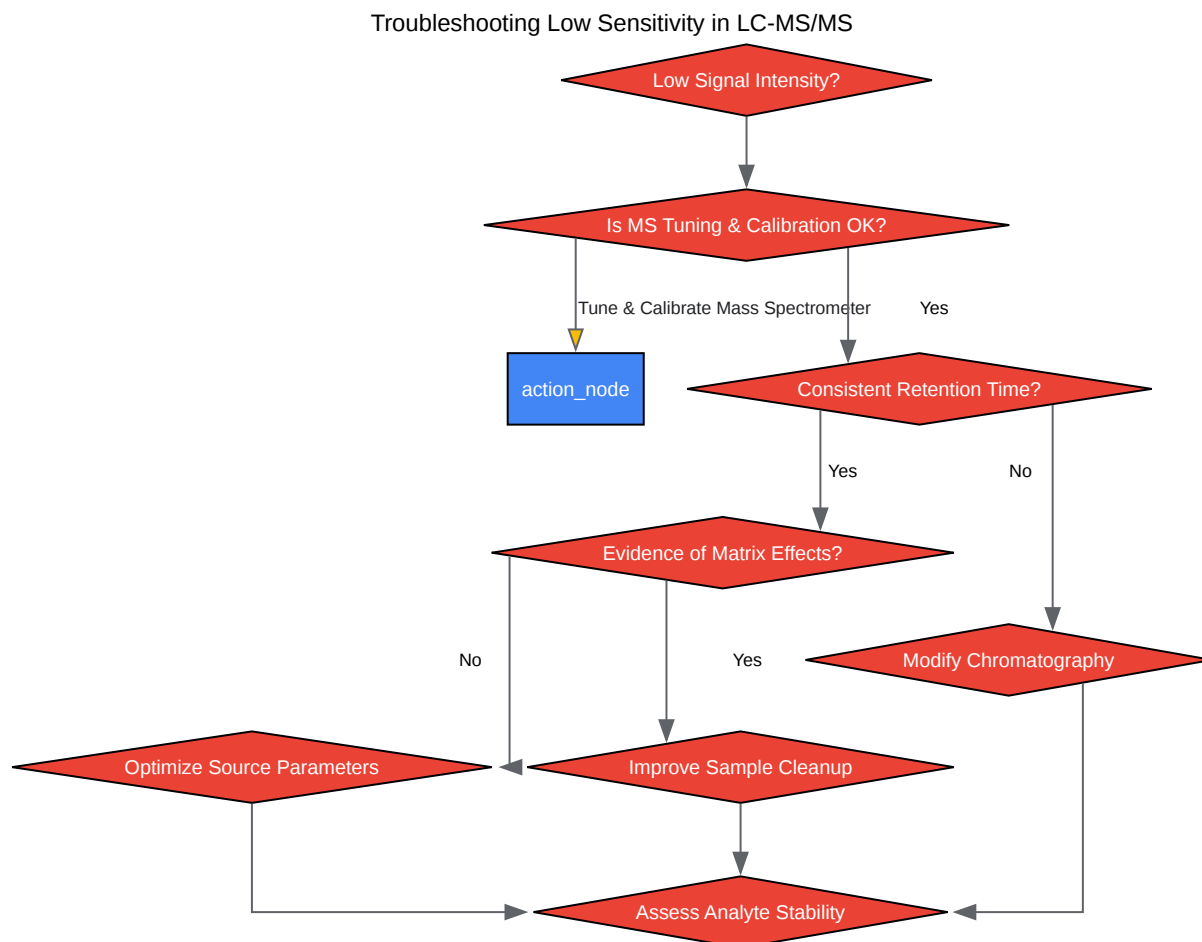 Troubleshooting Low Sensitivity in LC-MS/MS
Low Signal Intensity?
Is MS Tuning & Calibration OK?
Tune & Calibrate Mass Spectrometer
Yes
action_node
Consistent Retention Time?
Yes
No
Evidence of Matrix Effects?
No
Yes
Modify Chromatography
Optimize Source Parameters
Improve Sample Cleanup
Assess Analyte Stability